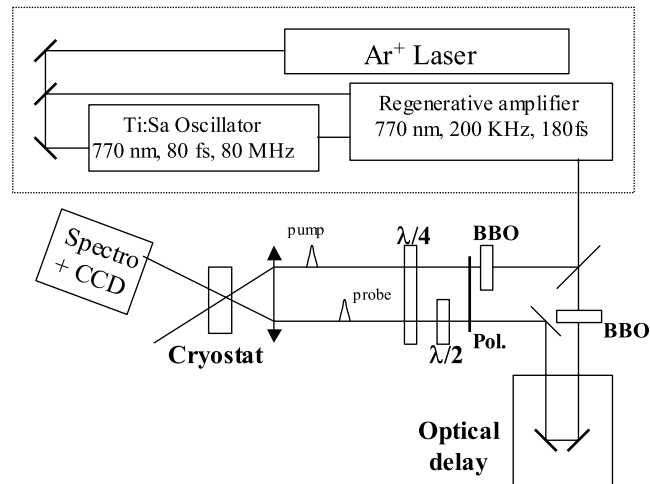 Ar+ Laser
Regenerative amplifier
770 nm, 200 KHz, 180fs
Ti:Sa Oscillator
770 nm, 80 fs, 80 MHz
Spectro
+ CCD
pump
λ/4
BBO
probe
Cryostat
λ/2
Pol.
BBO
Optical
delay